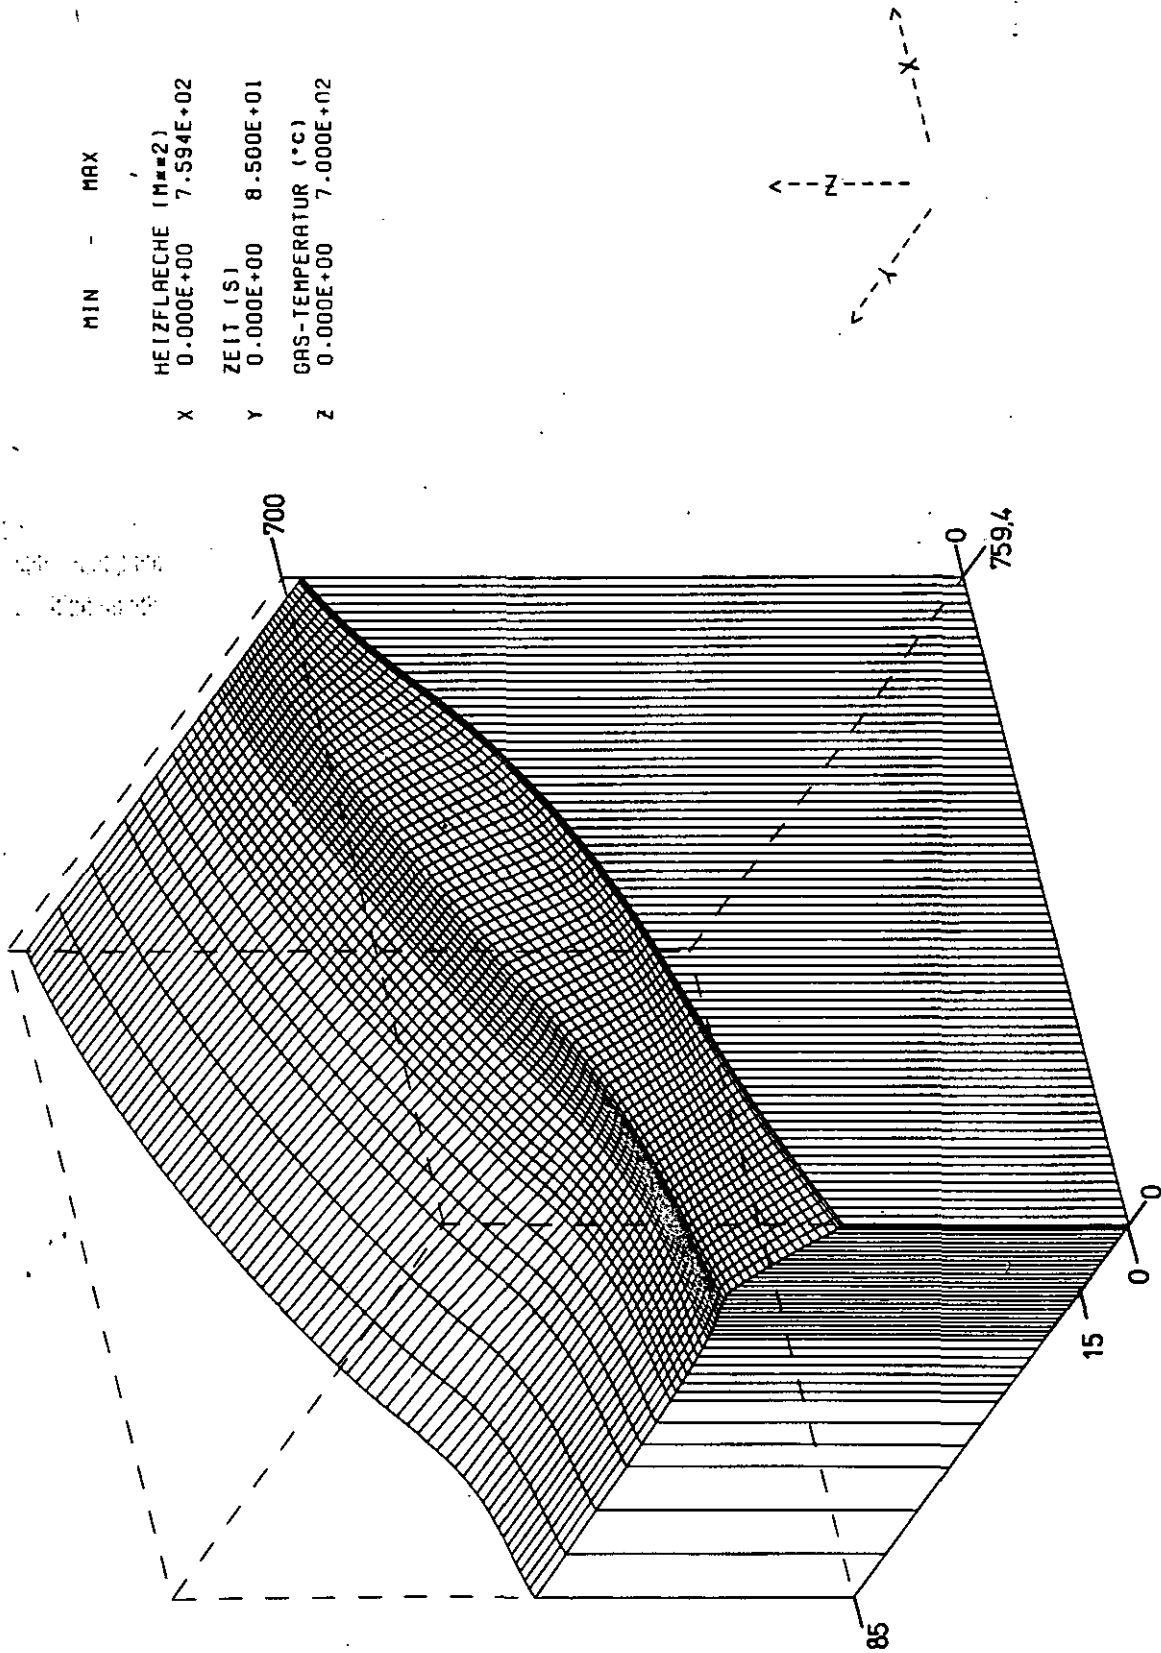 MIN - MAX
HEIZFLAECHE (M**2)
X 0.000E+00 7.594E+02
ZEIT (S)
Y 0.000E+00 8.500E+01
GAS-TEMPERATUR (°C)
Z 0.000E+00 7.000E+02
X
Z
Y
700
0
759,4
0
0
15
85